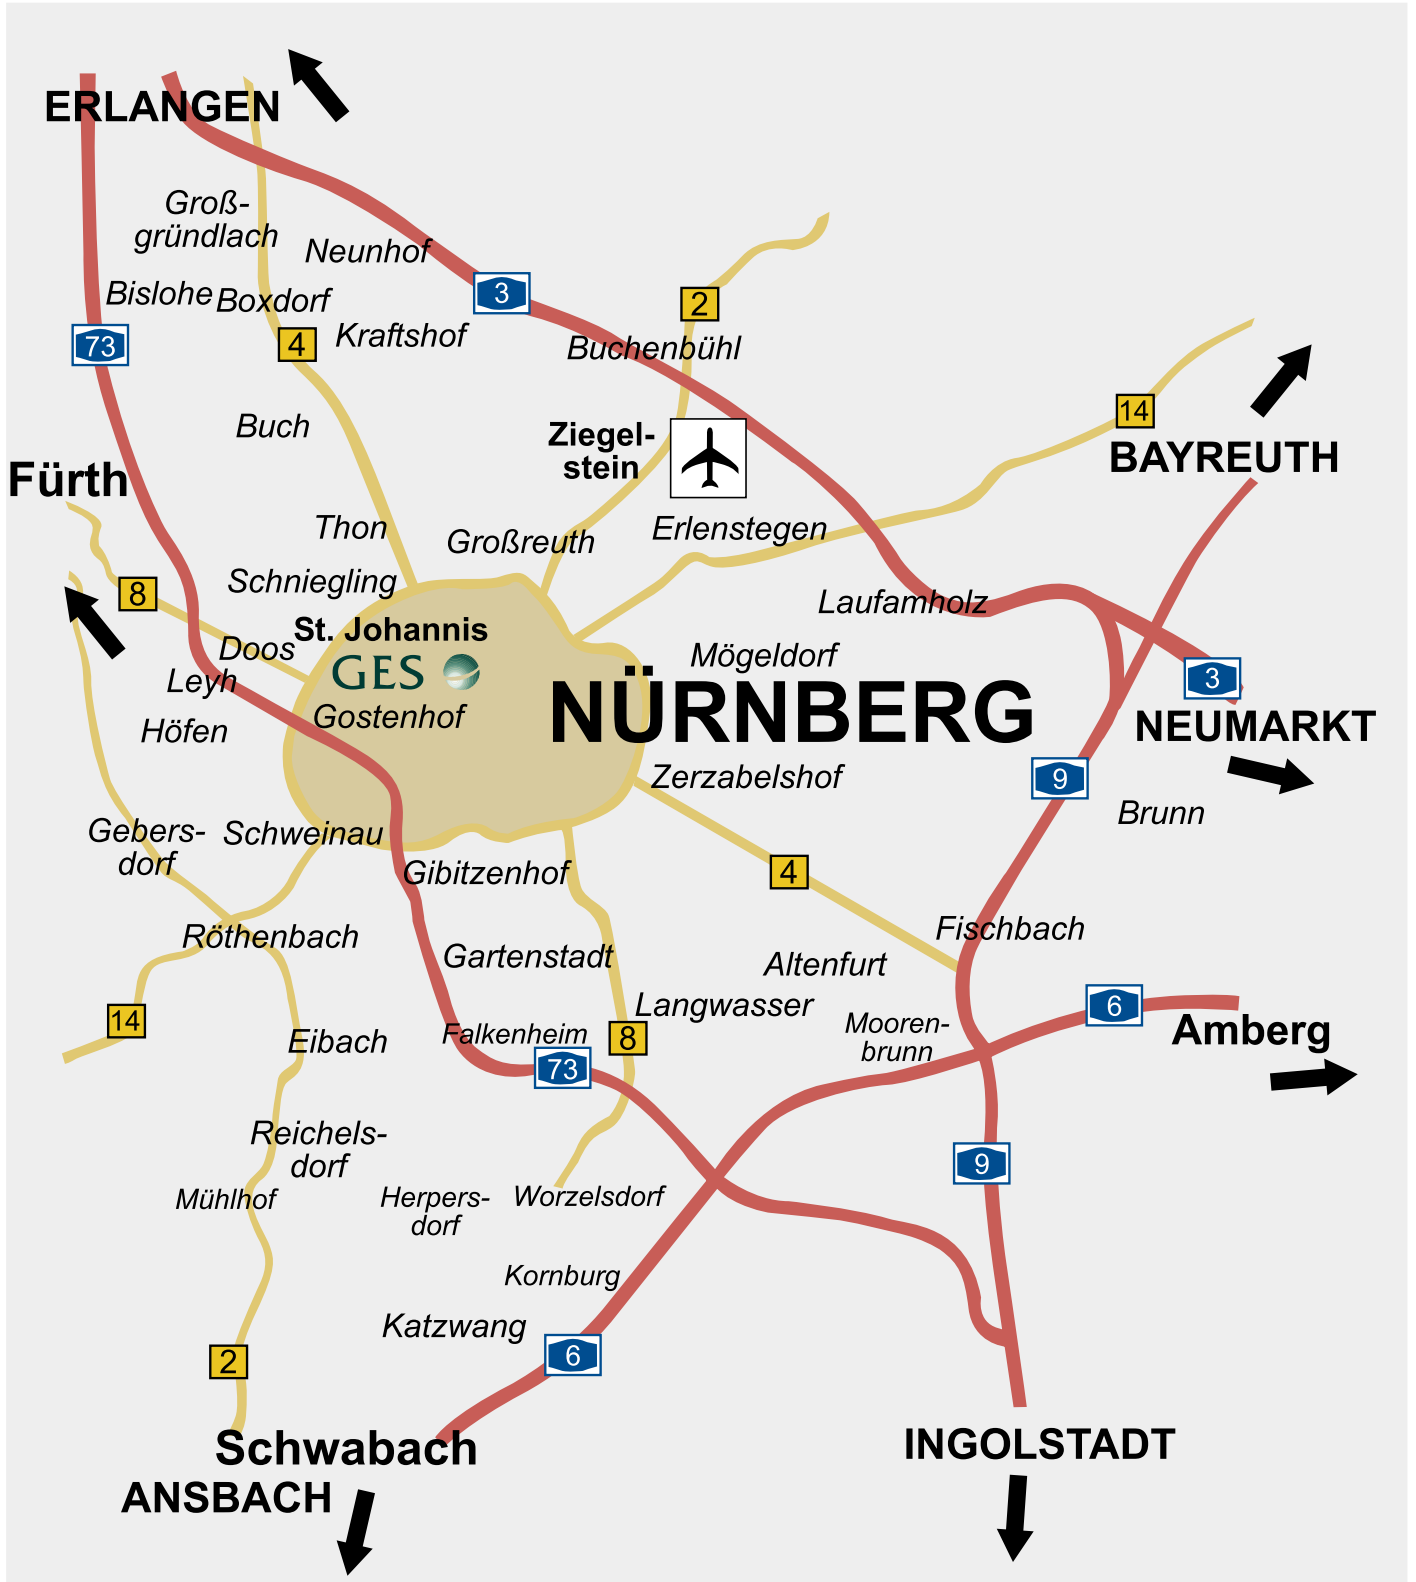 ERLANGEN
Groß-
gründlach
Neunhof
Bislohe
Boxdorf
3
2
73
4
Kraftshof
Buchenbühl
14
Buch
Ziegel-
stein
BAYREUTH
Fürth
Thon
Großreuth
Erlenstegen
8
Schniegling
Laufamholz
St. Johannis
Doos
GES
Mögeldorf
Leyh
3
Gostenhof
NÜRNBERG
Höfen
NEUMARKT
Zerzabelshof
9
Brunn
Gebers-
dorf
Schweinau
Gibitzenhof
4
Röthenbach
Fischbach
Gartenstadt
Altenfurt
Langwasser
6
14
Mooren-
brunn
Amberg
Eibach
Falkenheim
8
73
Reichels-
dorf
9
Mühlhof
Herpers-
dorf
Worzelsdorf
Kornburg
Katzwang
6
2
Schwabach
INGOLSTADT
ANSBACH